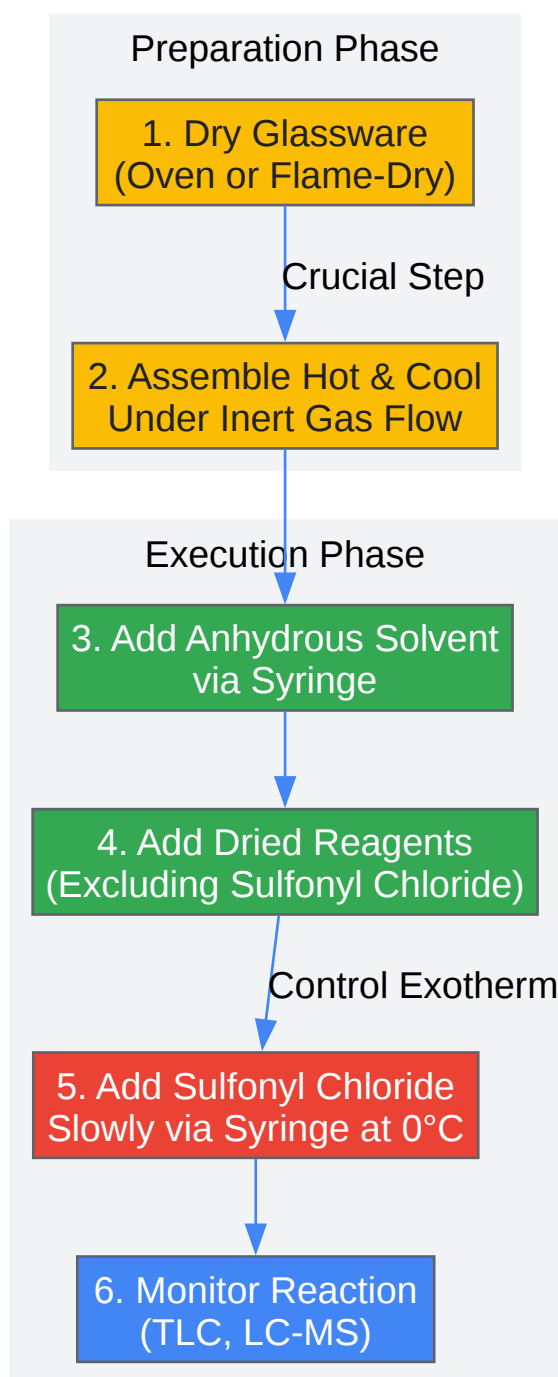 Preparation Phase
1. Dry Glassware
(Oven or Flame-Dry)
Crucial Step
2. Assemble Hot & Cool
Under Inert Gas Flow
Execution Phase
3. Add Anhydrous Solvent
via Syringe
4. Add Dried Reagents
(Excluding Sulfonyl Chloride)
Control Exotherm
5. Add Sulfonyl Chloride
Slowly via Syringe at 0°C
6. Monitor Reaction
(TLC, LC-MS)